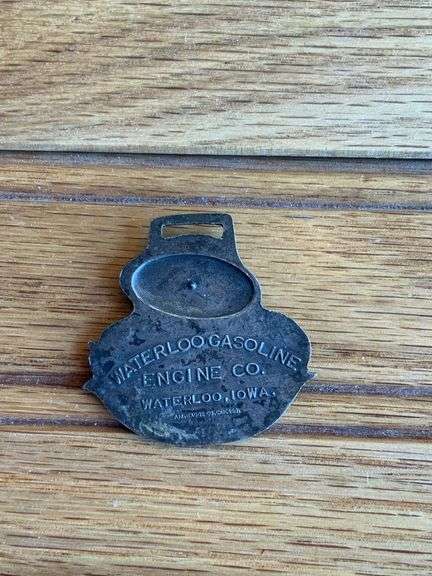 WATERLOO GASOLINE
ENGINE CO.
WATERLOO, IOWA.